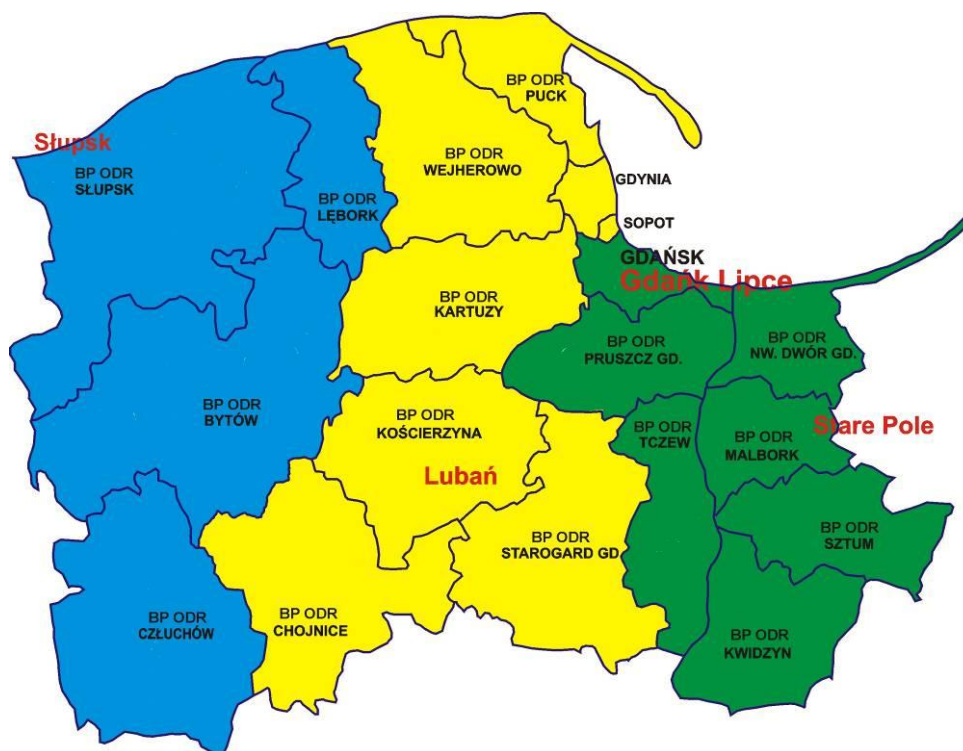 BP ODR
PUCK
Słupsk
BP ODR
SŁUPSK
BP ODR
WEJHEROWO
GDYNIA
BP ODR
LĘBORK
SOPOT
GDAŃSK
Gdańk Lipce
BP ODR
KARTUZY
BP ODR
PRUSZCZ GD.
BP ODR
NW. DWÓR GD.
BP ODR
BYTÓW
BP ODR
KOŚCIERZYNA
BP ODR
TCZEW
Stare Pole
BP ODR
MALBORK
Lubań
BP ODR
STAROGARD GD.
BP ODR
SZTUM
BP ODR
CZŁUCHÓW
BP ODR
CHOJNICE
BP ODR
KWIDZYN